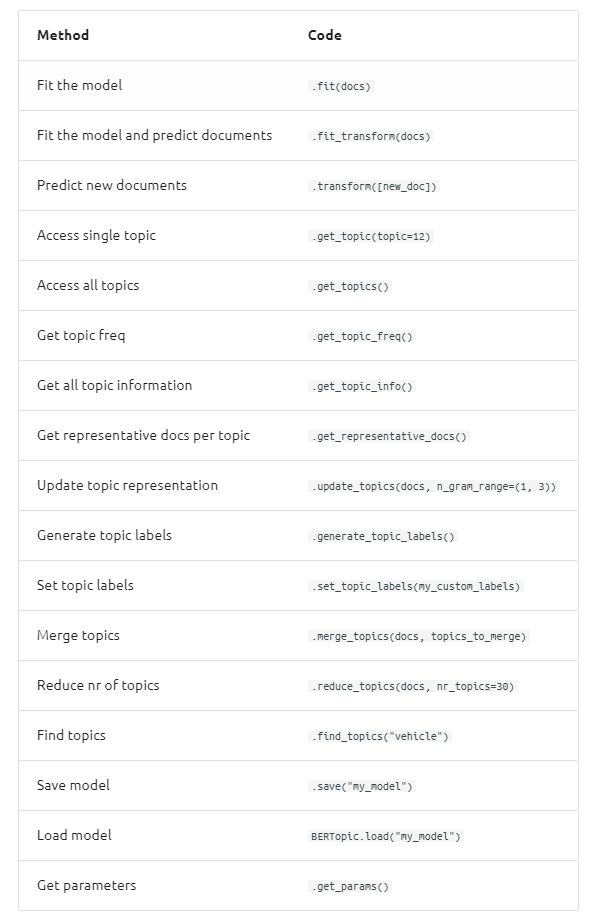 Method Code
Fit the model .fit(docs)
Fit the model and predict documents .fit_transform(docs)
Predict new documents .transform([new_doc])
Access single topic .get_topic(topic=12)
Access all topics .get_topics()
Get topic freq .get_topic_freq()
Get all topic information .get_topic_info()
Get representative docs per topic .get_representative_docs()
Update topic representation .update_topics(docs, n_gram_range=(1, 3))
Generate topic labels .generate_topic_labels()
Set topic labels .set_topic_labels(my_custom_labels)
Merge topics .merge_topics(docs, topics_to_merge)
Reduce nr of topics .reduce_topics(docs, nr_topics=30)
Find topics .find_topics("vehicle")
Save model .save("my_model")
Load model BERTopic.load("my_model")
Get parameters .get_params()